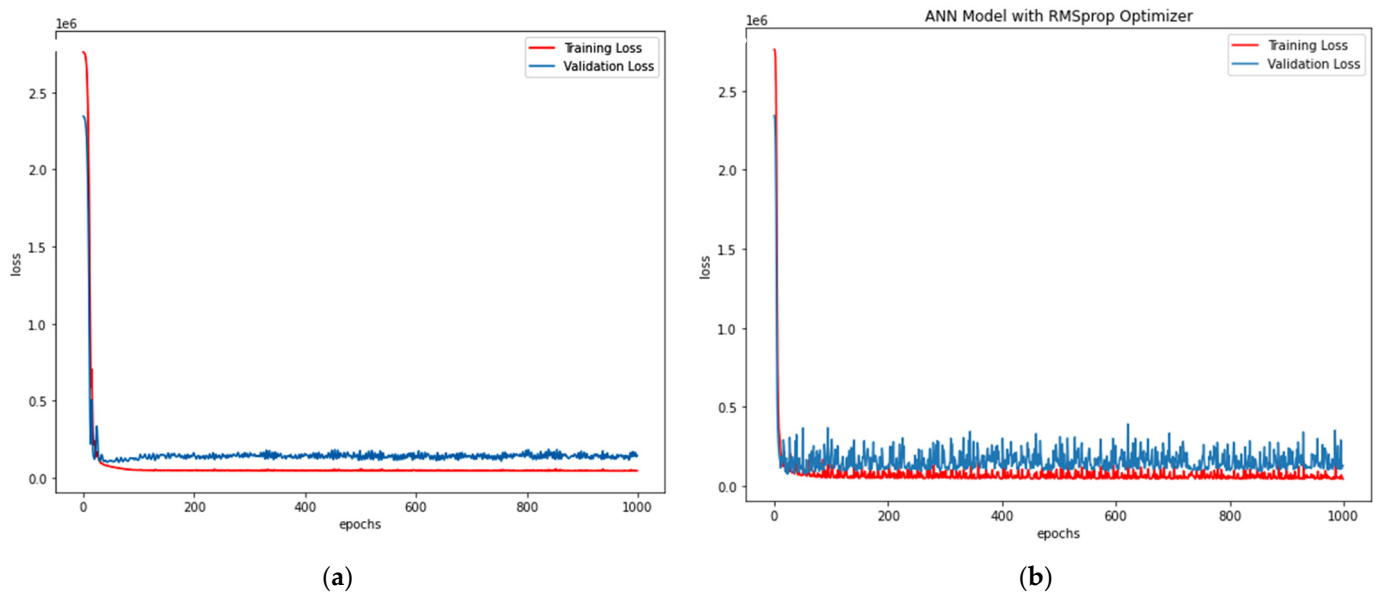 1e6
Training Loss
Validation Loss
2.5
2.0
1.5
1.0
0.5
0.0
loss
0
200
400
600
800
1000
epochs
(a)
ANN Model with RMSprop Optimizer
1e6
Training Loss
Validation Loss
2.5
2.0
1.5
1.0
0.5
0.0
loss
0
200
400
600
800
1000
epochs
(b)